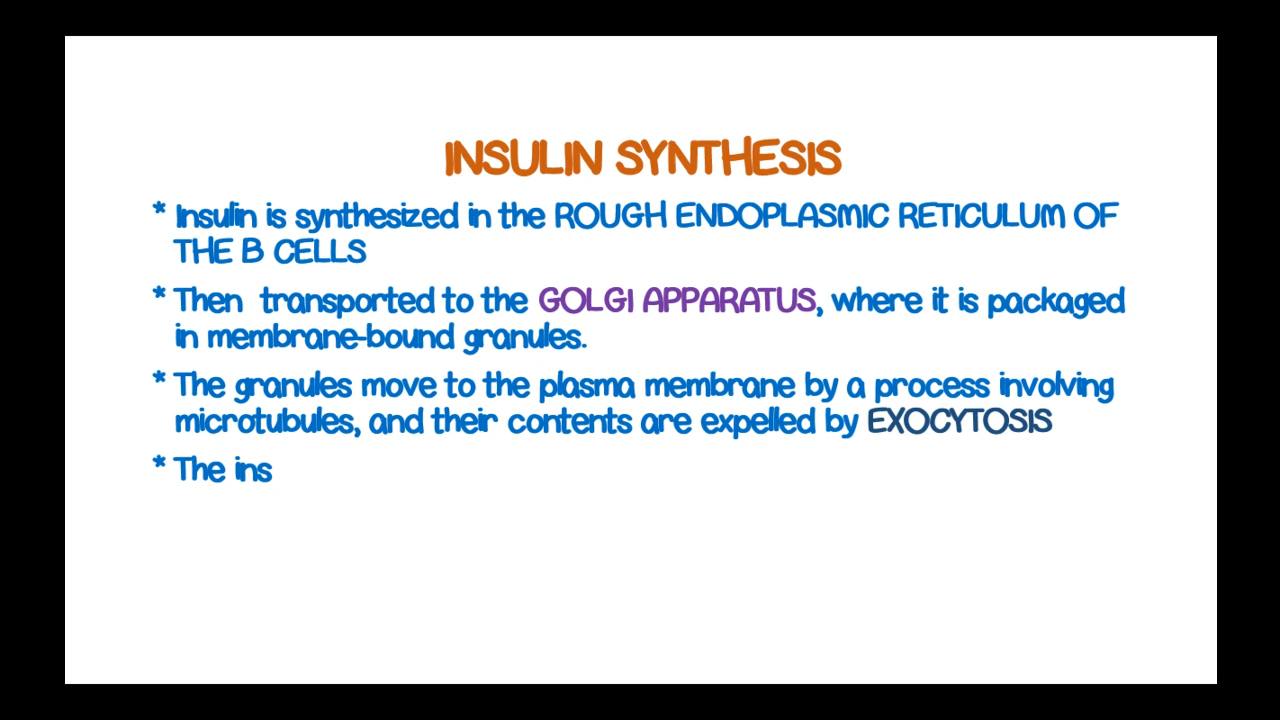 INSULIN SYNTHESIS
* Insulin is synthesized in the ROUGH ENDOPLASMIC RETICULUM OF
THE B CELLS
* Then transported to the GOLGI APPARATUS, where it is packaged
in membrane-bound granules.
* The granules move to the plasma membrane by a process involving
microtubules, and their contents are expelled by EXOCYTOSIS
* The ins